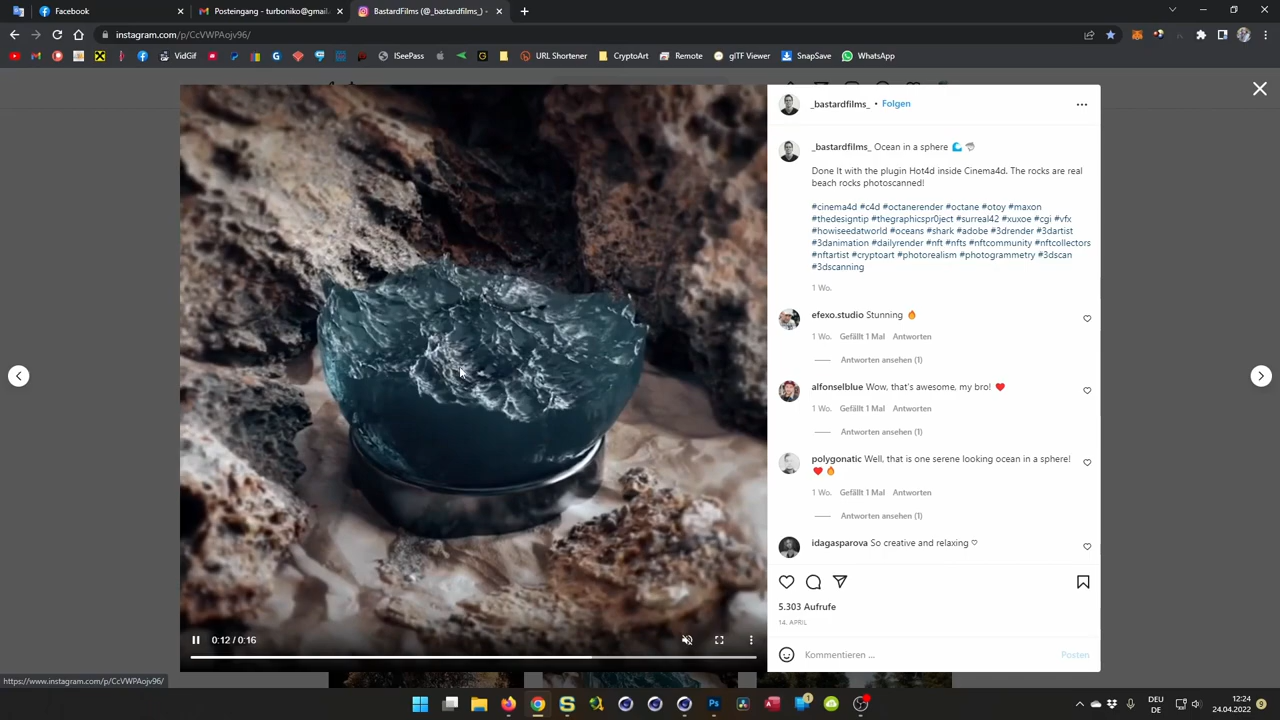 Facebook
Posteingang - turboniko@gmail.
BastardFilms (@_bastardfilms_) •
instagram.com/p/CcVWPAojv96/
VidGif
ISeePass
URL Shortener
CryptoArt
Remote
glTF Viewer
SnapSave
WhatsApp
_bastardfilms_ • Folgen
_bastardfilms_ Ocean in a sphere
Done It with the plugin Hot4d inside Cinema4d. The rocks are real
beach rocks photoscanned!
#cinema4d #c4d #octanerender #octane #otoy #maxon
#thedesigntip #thegraphicspr0ject #surreal42 #xuxoe #cgi #vfx
#howiseedatworld #oceans #shark #adobe #3drender #3dartist
#3danimation #dailyrender #nft #nfts #nftcommunity #nftcollectors
#nftartist #cryptoart #photorealism #photogrammetry #3dscan
#3dscanning
1 Wo.
efexo.studio Stunning
1 Wo. Gefällt 1 Mal Antworten
Antworten ansehen (1)
alfonselblue Wow, that's awesome, my bro!
1 Wo. Gefällt 1 Mal Antworten
Antworten ansehen (1)
polygonatic Well, that is one serene looking ocean in a sphere!
1 Wo. Gefällt 1 Mal Antworten
Antworten ansehen (1)
idagasparova So creative and relaxing
5.303 Aufrufe
14. APRIL
Kommentieren ...
Posten
0:12 / 0:16
https://www.instagram.com/p/CcVWPAojv96/
DEU
DE
12:24
24.04.2022